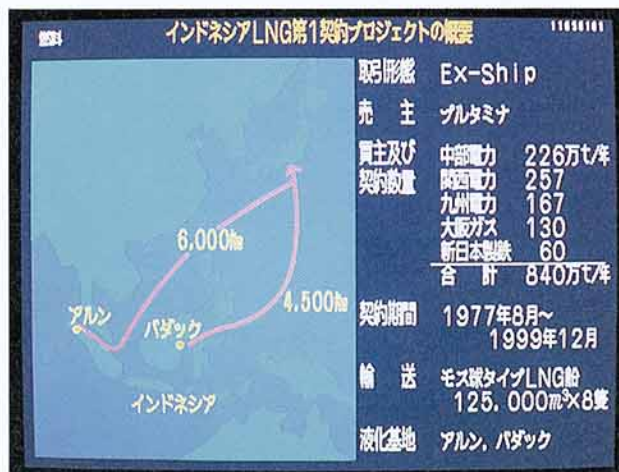 燃料
インドネシアLNG第1契約プロジェクトの概要
11656101
取引形態 Ex-Ship
売主 プルタミナ
買主及び契約数量
中部電力 226万t/年
関西電力 257
九州電力 167
大阪ガス 130
新日本製鉄 60
合計 840万t/年
契約期間 1977年8月~
1999年12月
輸送 モス球タイプLNG船
125.000m³×8隻
液化基地 アルン, バダック
6.000㎞
4.500㎞
アルン
バダック
インドネシア